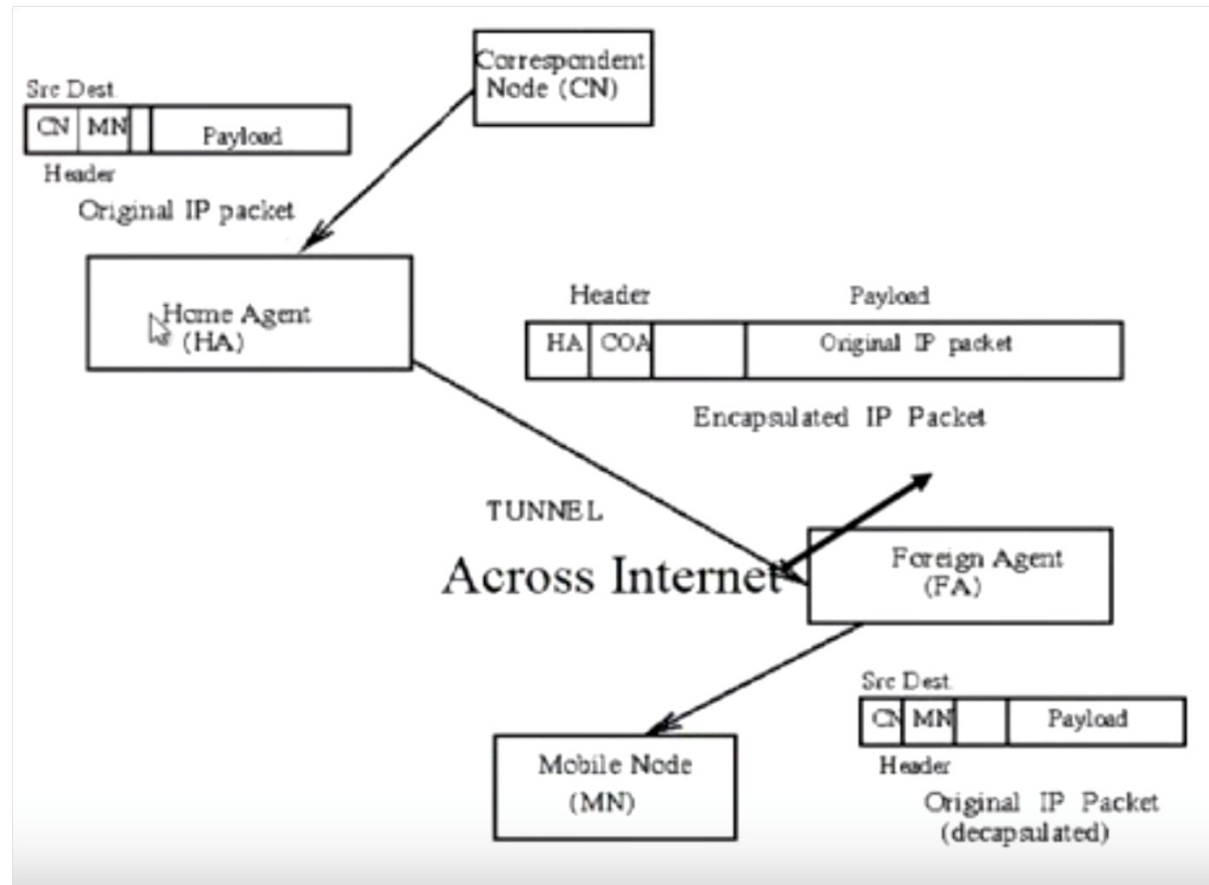 Correspondent
Node (CN)
Src Dest.
CN MN Payload
Header
Original IP packet
Home Agent
(HA)
Header Payload
HA COA Original IP packet
Encapsulated IP Packet
TUNNEL
Across Internet
Foreign Agent
(FA)
Src Dest.
CN MN Payload
Header
Original IP Packet
(decapsulated)
Mobile Node
(MN)